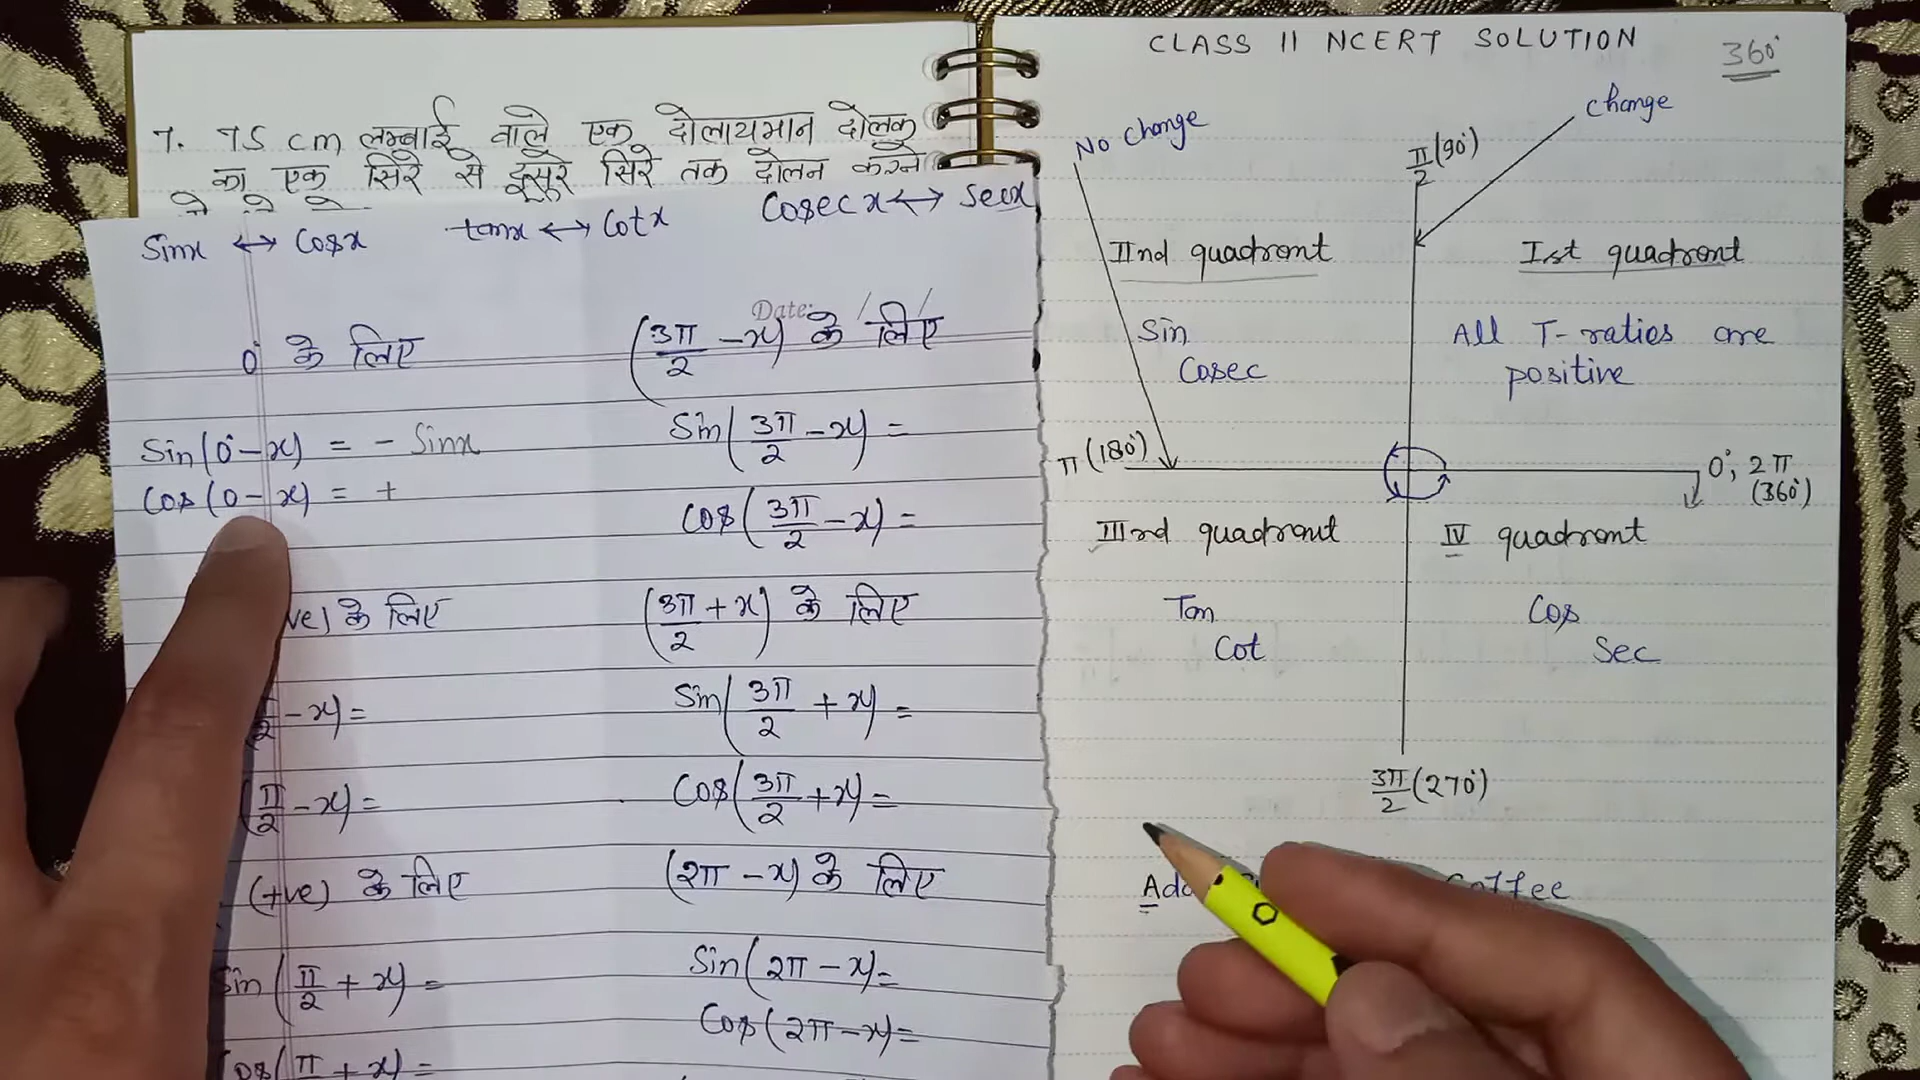 7. 75 cm लम्बाई वाले एक दोलायमान दोलक
का एक सिरे से दूसरे सिरे तक दोलन करने
Sinx ↔ Cosx tanx ↔ Cotx Cosec x ↔ Secx
Date: / /
0° के लिए
Sin(0°-x) = - Sinx
Cos(0-x) = +
ve) के लिए
-x)=
(π/2 -x)=
(+ve) के लिए
Sin(π/2 + x) =
Cos(π/2 + x) =
(3π/2 -x) के लिए
Sin(3π/2 -x) =
Cos(3π/2 -x) =
(3π/2 +x) के लिए
Sin(3π/2 + x) =
Cos(3π/2 +x) =
(2π -x) के लिए
Sin(2π -x)=
Cos(2π -x)=
CLASS 11 NCERT SOLUTION
360°
No change
change
π/2 (90°)
IInd quadrant
Ist quadrant
Sin
Cosec
All T-raties are
positive
π (180°)
0°, 2π
(360°)
IIIrd quadrant
IV quadrant
Tan
Cot
Cos
Sec
3π/2 (270°)
Coffee